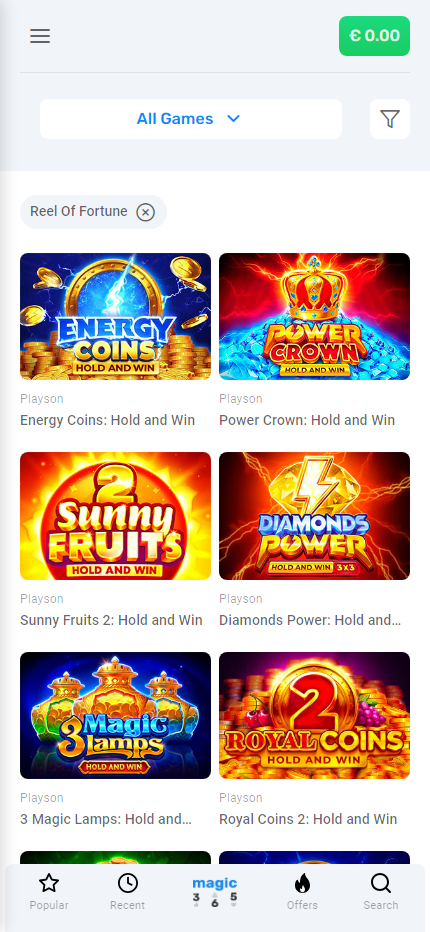 € 0.00
All Games
Reel Of Fortune
ENERGY
COINS
HOLD AND WIN
POWER
CROWN
HOLD AND WIN
Playson
Energy Coins: Hold and Win
Playson
Power Crown: Hold and Win
2
Sunny
FRUITS
HOLD AND WIN
DIAMONDS
POWER
HOLD AND WIN 3X3
Playson
Sunny Fruits 2: Hold and Win
Playson
Diamonds Power: Hold and...
3 Magic
Lamps
HOLD AND WIN
2
ROYAL COINS
HOLD AND WIN
Playson
3 Magic Lamps: Hold and...
Playson
Royal Coins 2: Hold and Win
Popular
Recent
magic
3 6 5
Offers
Search